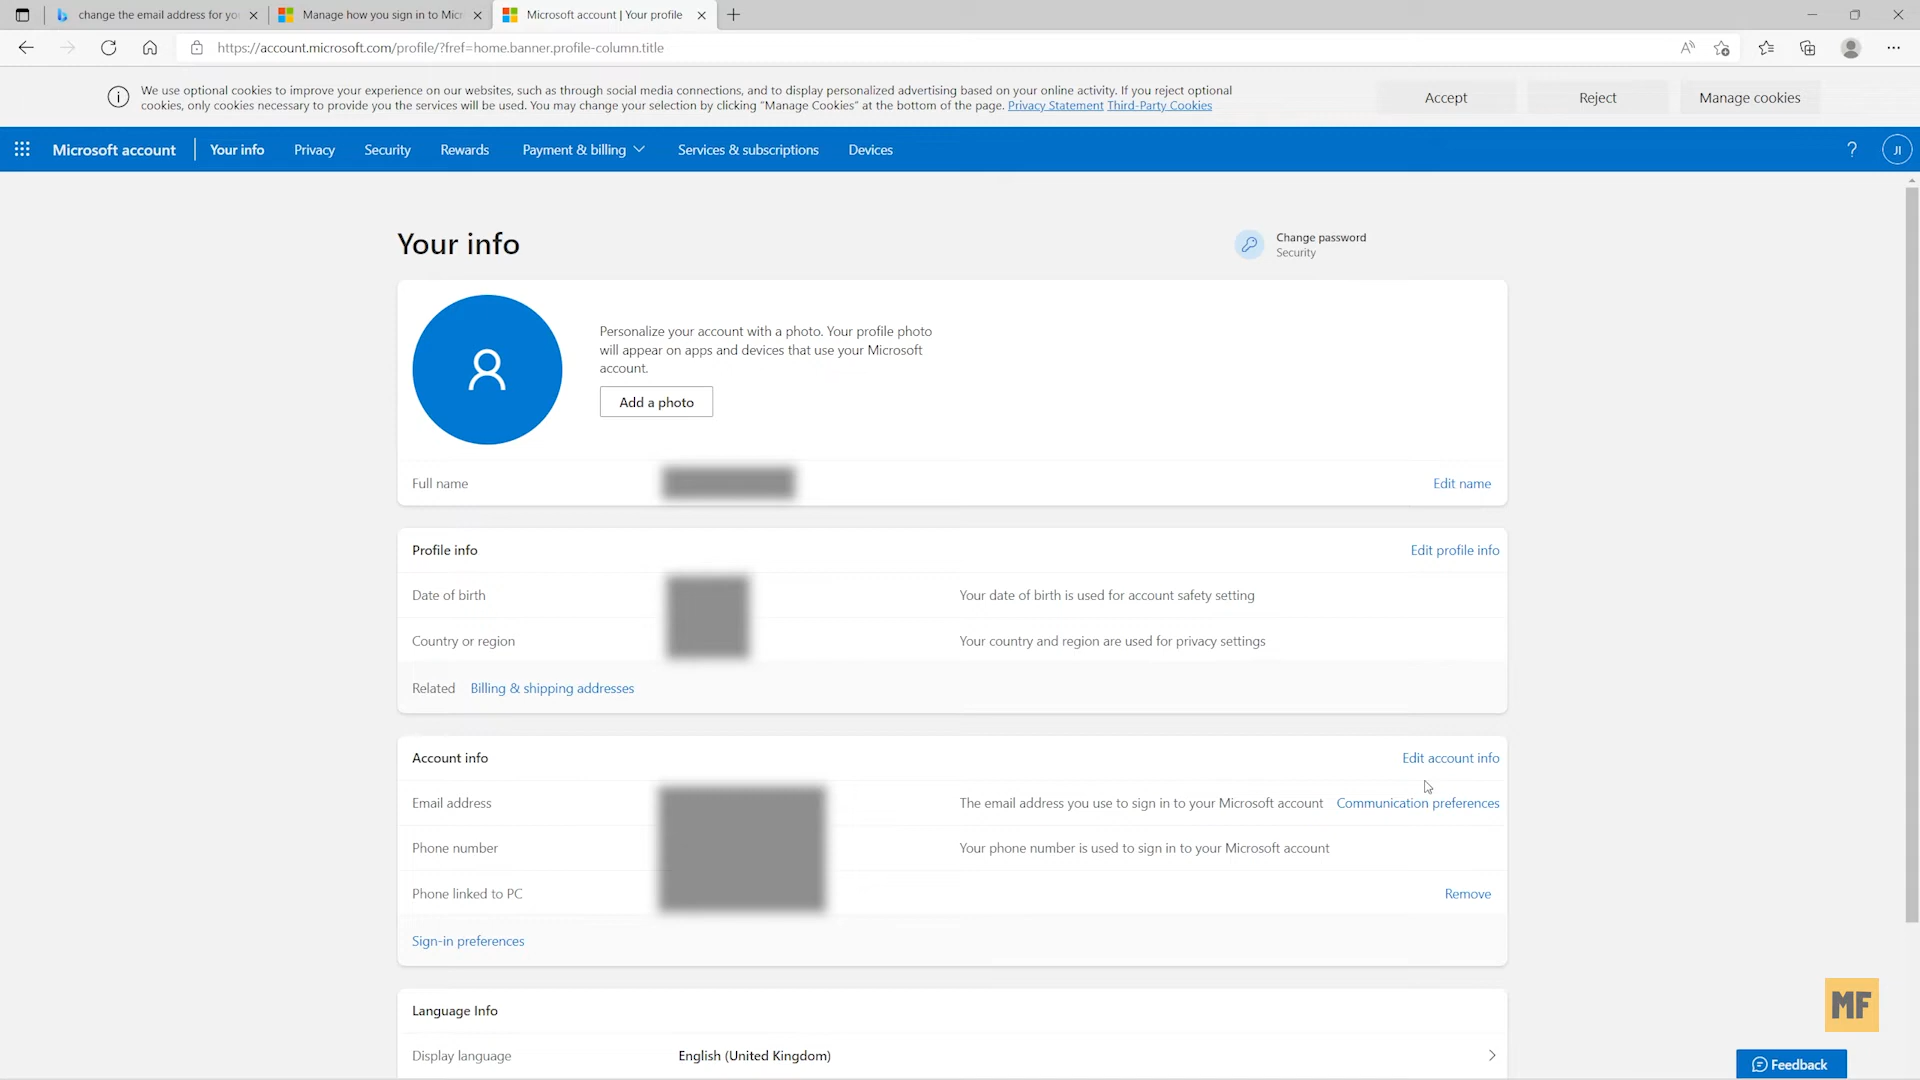 change the email address for yo
Manage how you sign in to Micr
Microsoft account | Your profile
https://account.microsoft.com/profile/?fref=home.banner.profile-column.title
We use optional cookies to improve your experience on our websites, such as through social media connections, and to display personalized advertising based on your online activity. If you reject optional
cookies, only cookies necessary to provide you the services will be used. You may change your selection by clicking "Manage Cookies" at the bottom of the page. Privacy Statement Third-Party Cookies
Accept
Reject
Manage cookies
Microsoft account
Your info
Privacy
Security
Rewards
Payment & billing
Services & subscriptions
Devices
?
JI
Your info
Change password
Security
Personalize your account with a photo. Your profile photo
will appear on apps and devices that use your Microsoft
account.
Add a photo
Full name
Edit name
Profile info
Edit profile info
Date of birth
Your date of birth is used for account safety setting
Country or region
Your country and region are used for privacy settings
Related Billing & shipping addresses
Account info
Edit account info
Email address
The email address you use to sign in to your Microsoft account
Communication preferences
Phone number
Your phone number is used to sign in to your Microsoft account
Phone linked to PC
Remove
Sign-in preferences
Language Info
Display language
English (United Kingdom)
MF
Feedback